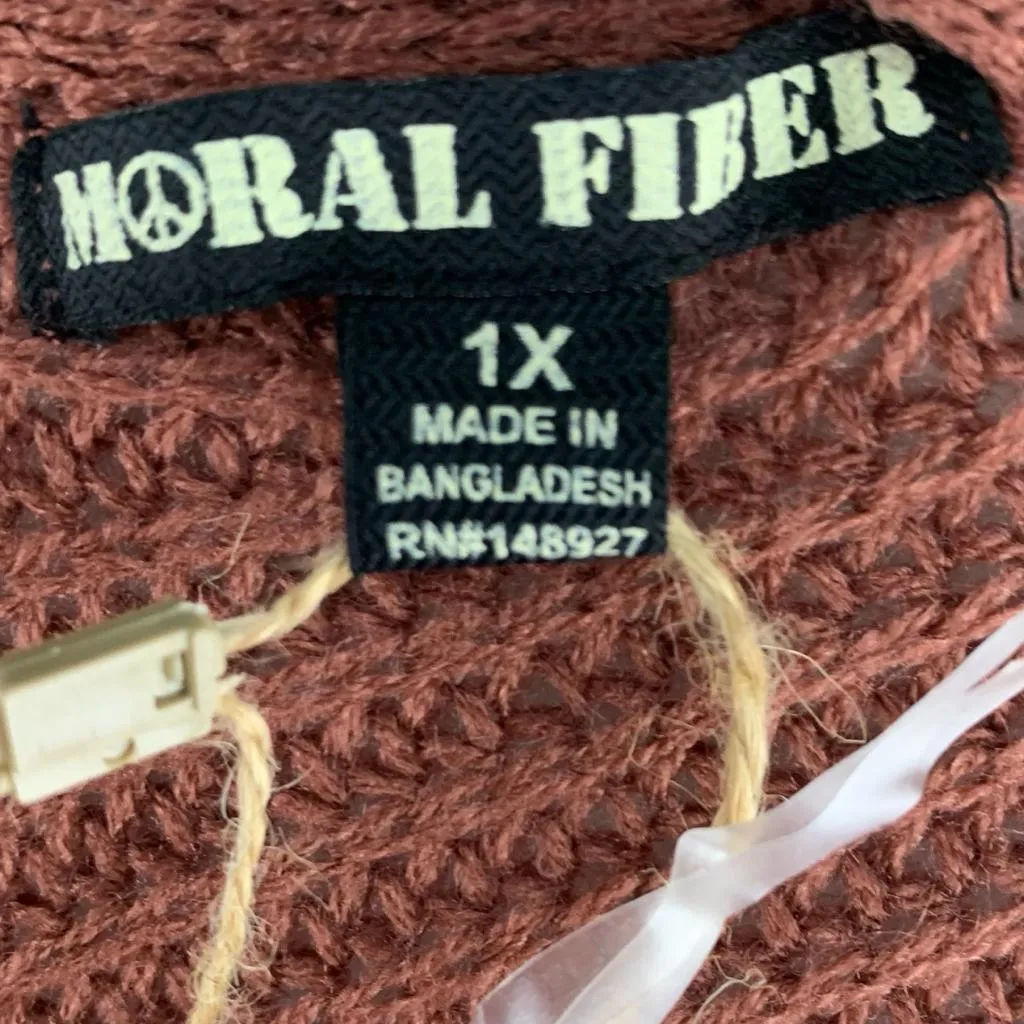 MORAL FIBER
1X
MADE IN
BANGLADESH
RN#148927